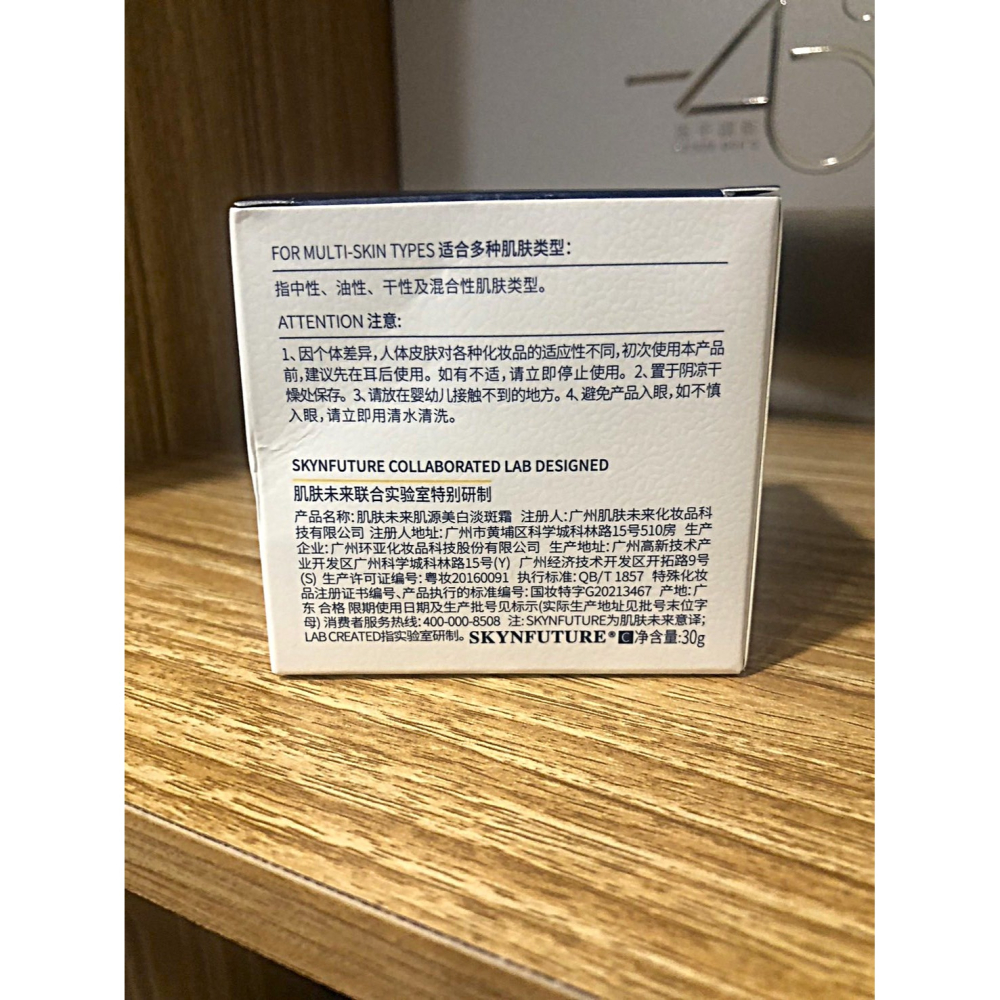 -45°
FOR MULTI-SKIN TYPES 适合多种肌肤类型：
指中性、油性、干性及混合性肌肤类型。
ATTENTION 注意:
1、因个体差异,人体皮肤对各种化妆品的适应性不同,初次使用本产品
前,建议先在耳后使用。如有不适,请立即停止使用。2、置于阴凉干
燥处保存。3、请放在婴幼儿接触不到的地方。4、避免产品入眼,如不慎
入眼,请立即用清水清洗。
SKYNFUTURE COLLABORATED LAB DESIGNED
肌肤未来联合实验室特别研制
产品名称: 肌肤未来肌源美白淡斑霜 注册人:广州肌肤未来化妆品科
技有限公司 注册人地址:广州市黄埔区科学城科林路15号510房 生产
企业:广州环亚化妆品科技股份有限公司 生产地址:广州高新技术产
业开发区广州科学城科林路15号(Y) 广州经济技术开发区开拓路9号
(S) 生产许可证编号:粤妆20160091 执行标准:QB/T 1857 特殊化妆
品注册证书编号、产品执行的标准编号:国妆特字G20213467 产地:广
东 合格 限期使用日期及生产批号见标示(实际生产地址见批号末位字
母) 消费者服务热线:400-000-8508 注: SKYNFUTURE为肌肤未来意译;
LAB CREATED指实验室研制。SKYNFUTURE® C 净含量:30g